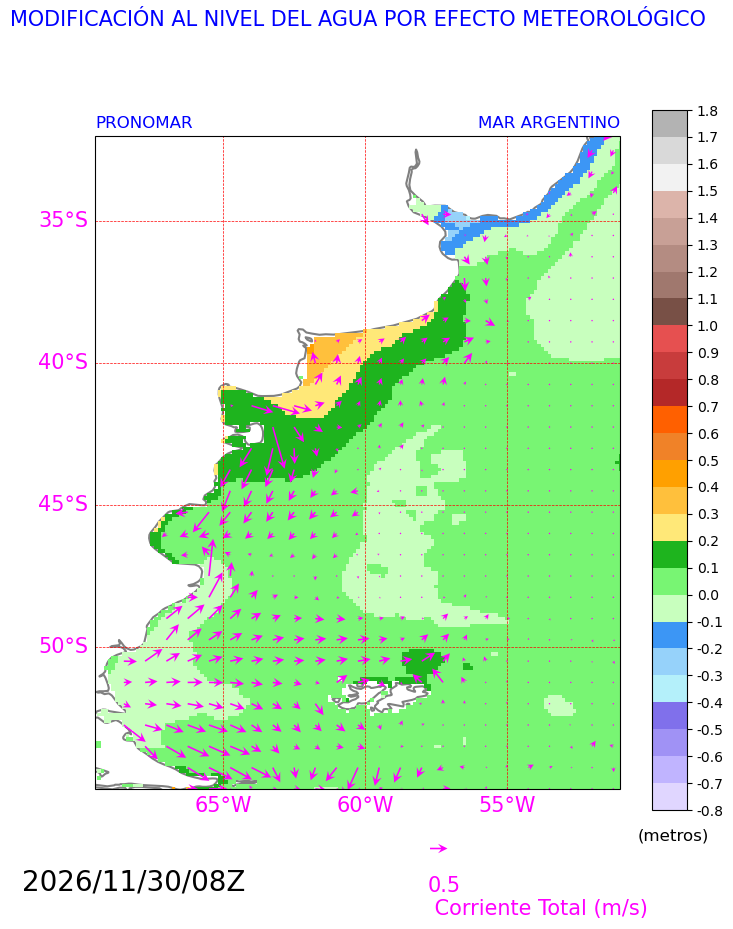 MODIFICACIÓN AL NIVEL DEL AGUA POR EFECTO METEOROLÓGICO
PRONOMAR
MAR ARGENTINO
35°S
40°S
45°S
50°S
65°W
60°W
55°W
1.8
1.7
1.6
1.5
1.4
1.3
1.2
1.1
1.0
0.9
0.8
0.7
0.6
0.5
0.4
0.3
0.2
0.1
0.0
-0.1
-0.2
-0.3
-0.4
-0.5
-0.6
-0.7
-0.8
(metros)
2026/11/30/08Z
0.5
Corriente Total (m/s)